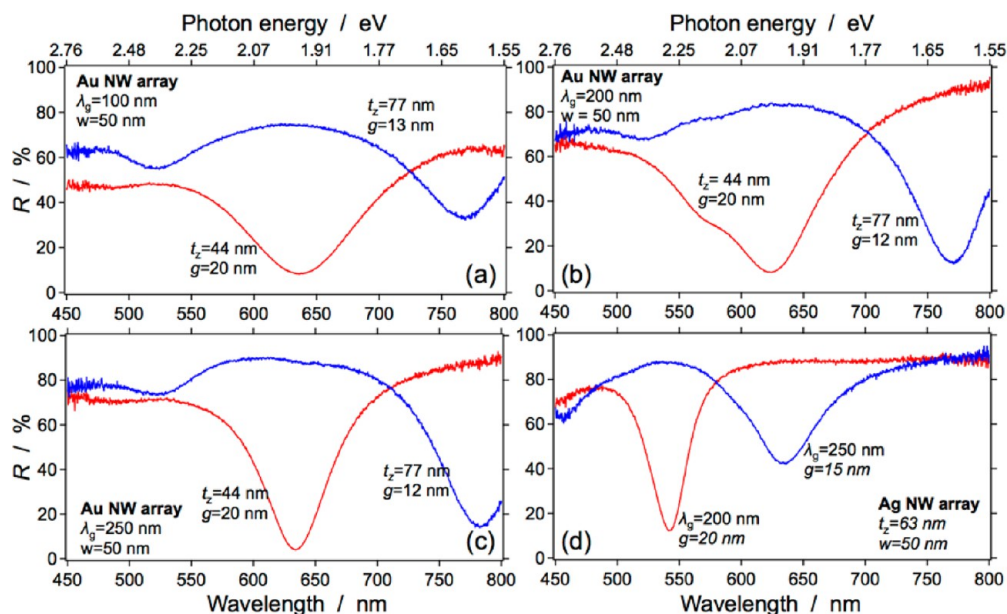 Photon energy / eV
Photon energy / eV
2.76 2.48 2.25 2.07 1.91 1.77 1.65 1.55
2.76 2.48 2.25 2.07 1.91 1.77 1.65 1.55
100
80
60
40
20
0
R / %
Au NW array
λg=100 nm
w=50 nm
tz=77 nm
g=13 nm
tz=44 nm
g=20 nm
(a)
450 500 550 600 650 700 750 800
100
80
60
40
20
0
Au NW array
λg=200 nm
w = 50 nm
tz= 44 nm
g=20 nm
tz=77 nm
g=12 nm
(b)
450 500 550 600 650 700 750 800
100
80
60
40
20
0
R / %
tz=44 nm
g=20 nm
tz=77 nm
g=12 nm
Au NW array
λg=250 nm
w=50 nm
(c)
450 500 550 600 650 700 750 800
Wavelength / nm
100
80
60
40
20
0
λg=250 nm
g=15 nm
λg=200 nm
g=20 nm
Ag NW array
tz=63 nm
w=50 nm
(d)
450 500 550 600 650 700 750 800
Wavelength / nm